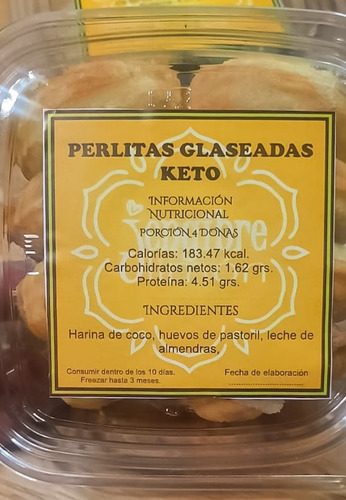 PERLITAS GLASEADAS
KETO
INFORMACIÓN
NUTRICIONAL
PORCIÓN 4 DONAS
Calorías: 183.47 kcal.
Carbohidratos netos: 1.62 grs.
Proteína: 4.51 grs.
INGREDIENTES
Harina de coco, huevos de pastoril, leche de
almendras,
Consumir dentro de los 10 días.
Freezar hasta 3 meses.
Fecha de elaboración